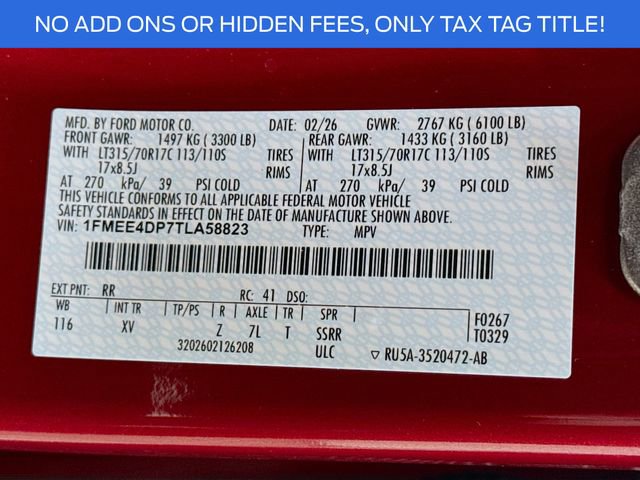 NO ADD ONS OR HIDDEN FEES, ONLY TAX TAG TITLE!
MFD. BY FORD MOTOR CO. DATE: 02/26 GVWR: 2767 KG ( 6100 LB)
FRONT GAWR: 1497 KG ( 3300 LB) REAR GAWR: 1433 KG ( 3160 LB)
WITH LT315/70R17C 113/110S TIRES LT315/70R17C 113/110S TIRES
17x8.5J RIMS 17x8.5J RIMS
AT 270 kPa/ 39 PSI COLD AT 270 kPa/ 39 PSI COLD
THIS VEHICLE CONFORMS TO ALL APPLICABLE FEDERAL MOTOR VEHICLE
SAFETY STANDARDS IN EFFECT ON THE DATE OF MANUFACTURE SHOWN ABOVE.
VIN: 1FMEE4DP7TLA58823 TYPE: MPV
EXT PNT: RR RC: 41 DSO:
WB INT TR TP/PS R AXLE TR SPR F0267
116 XV Z 7L T SSRR T0329
3202602126208 ULC ▽ RU5A-3520472-AB